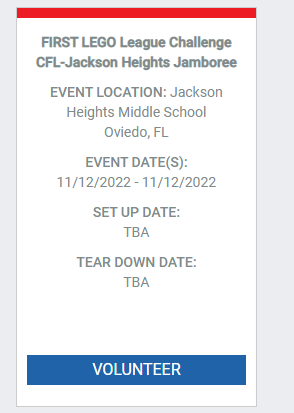 FIRST LEGO League Challenge
CFL-Jackson Heights Jamboree
EVENT LOCATION: Jackson
Heights Middle School
Oviedo, FL
EVENT DATE(S):
11/12/2022 - 11/12/2022
SET UP DATE:
TBA
TEAR DOWN DATE:
TBA
VOLUNTEER